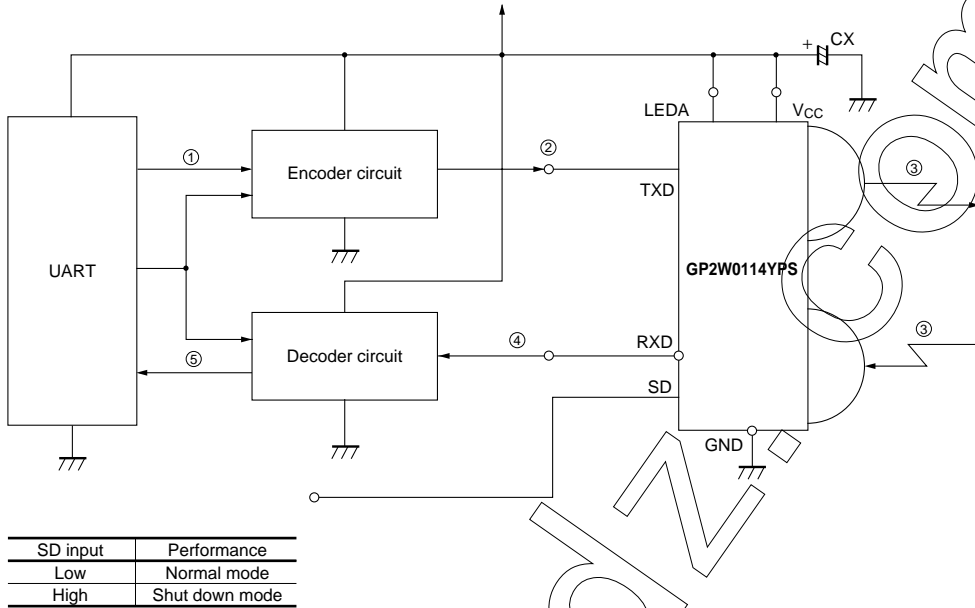 + CX
LEDA
VCC
① Encoder circuit ②
TXD
③
UART
GP2W0114YPS
③
⑤ Decoder circuit ④
RXD
SD
GND
SD input Performance
Low Normal mode
High Shut down mode